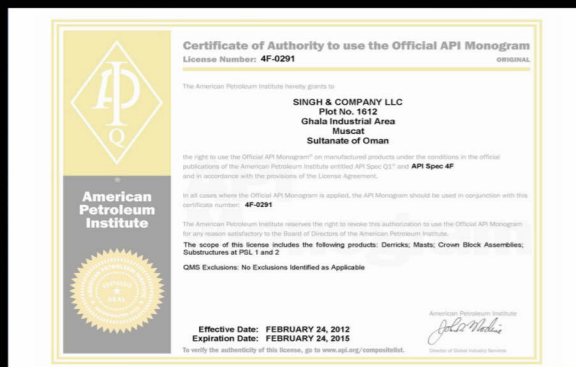 Certificate of Authority to use the Official API Monogram
License Number: 4F-0291
ORIGINAL
The American Petroleum Institute hereby grants to
SINGH & COMPANY LLC
Plot No. 1612
Ghala Industrial Area
Muscat
Sultanate of Oman
the right to use the Official API Monogram® on manufactured products under the conditions in the official
publications of the American Petroleum Institute entitled API Spec Q1® and API Spec 4F
and in accordance with the provisions of the License Agreement.
In all cases where the Official API Monogram is applied, the API Monogram should be used in conjunction with this
certificate number: 4F-0291
The American Petroleum Institute reserves the right to revoke this authorization to use the Official API Monogram
for any reason satisfactory to the Board of Directors of the American Petroleum Institute.
The scope of this license includes the following products: Derricks; Masts; Crown Block Assemblies;
Substructures at PSL 1 and 2
QMS Exclusions: No Exclusions Identified as Applicable
American Petroleum Institute
Effective Date: FEBRUARY 24, 2012
Expiration Date: FEBRUARY 24, 2015
To verify the authenticity of this license, go to www.api.org/compositelist.
Director of Global Industry Services
API
Q
American
Petroleum
Institute